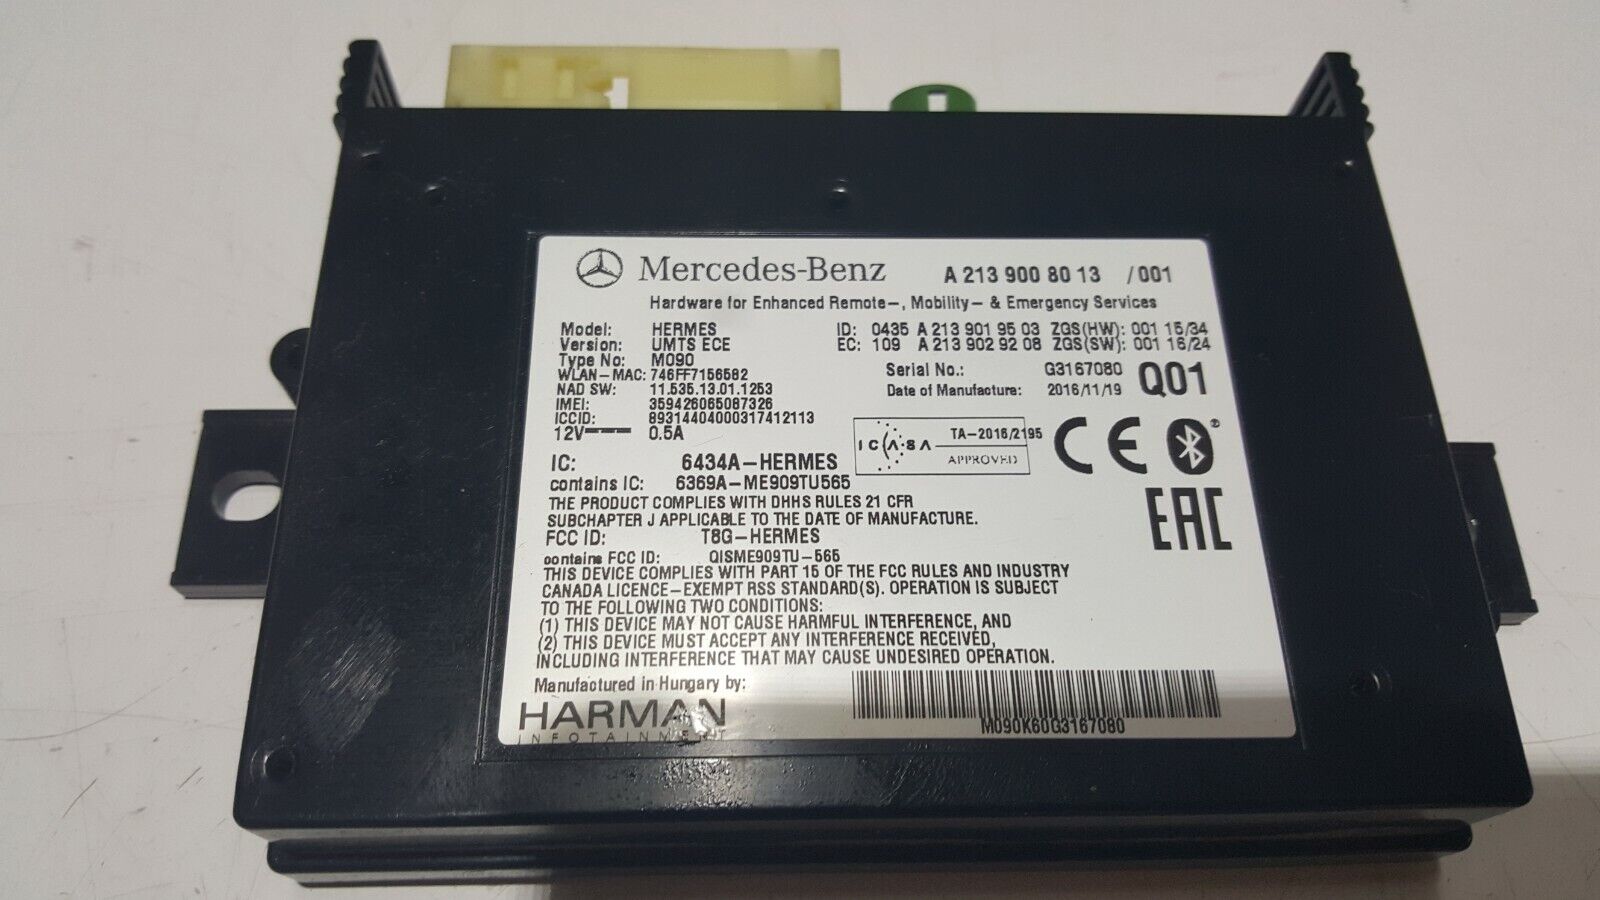 Mercedes-Benz A 213 900 80 13 /001
Hardware for Enhanced Remote-, Mobility- & Emergency Services
Model: HERMES ID: 0435 A 213 901 95 03 ZGS(HW): 001 15/34
Version: UMTS ECE EC: 109 A 213 902 92 08 ZGS(SW): 001 16/24
Type No: M090 Serial No.: G3167080 Q01
WLAN-MAC: 746FF7156582
NAD SW: 11.535.13.01.1253 Date of Manufacture: 2016/11/19
IMEI: 359426065087326
ICCID: 89314404000317412113
12V 0.5A
ICASA TA-2016/2195
APPROVED
CE
EAC
IC: 6434A-HERMES
contains IC: 6369A-ME909TU565
THE PRODUCT COMPLIES WITH DHHS RULES 21 CFR
SUBCHAPTER J APPLICABLE TO THE DATE OF MANUFACTURE.
FCC ID: T8G-HERMES
contains FCC ID: QISME909TU-565
THIS DEVICE COMPLIES WITH PART 15 OF THE FCC RULES AND INDUSTRY
CANADA LICENCE-EXEMPT RSS STANDARD(S). OPERATION IS SUBJECT
TO THE FOLLOWING TWO CONDITIONS:
(1) THIS DEVICE MAY NOT CAUSE HARMFUL INTERFERENCE, AND
(2) THIS DEVICE MUST ACCEPT ANY INTERFERENCE RECEIVED,
INCLUDING INTERFERENCE THAT MAY CAUSE UNDESIRED OPERATION.
Manufactured in Hungary by:
HARMAN
INFOTAINMENT
M090K60G3167080